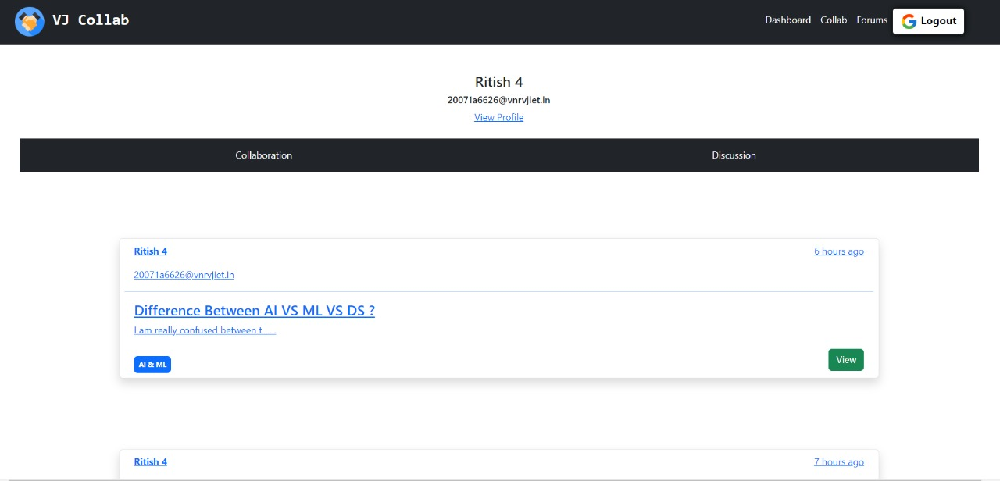 VJ Collab
Dashboard Collab Forums Logout
Ritish 4
20071a6626@vnrvjiet.in
View Profile
Collaboration Discussion
Ritish 4 6 hours ago
20071a6626@vnrvjiet.in
Difference Between AI VS ML VS DS ?
I am really confused between t . . .
AI & ML View
Ritish 4 7 hours ago